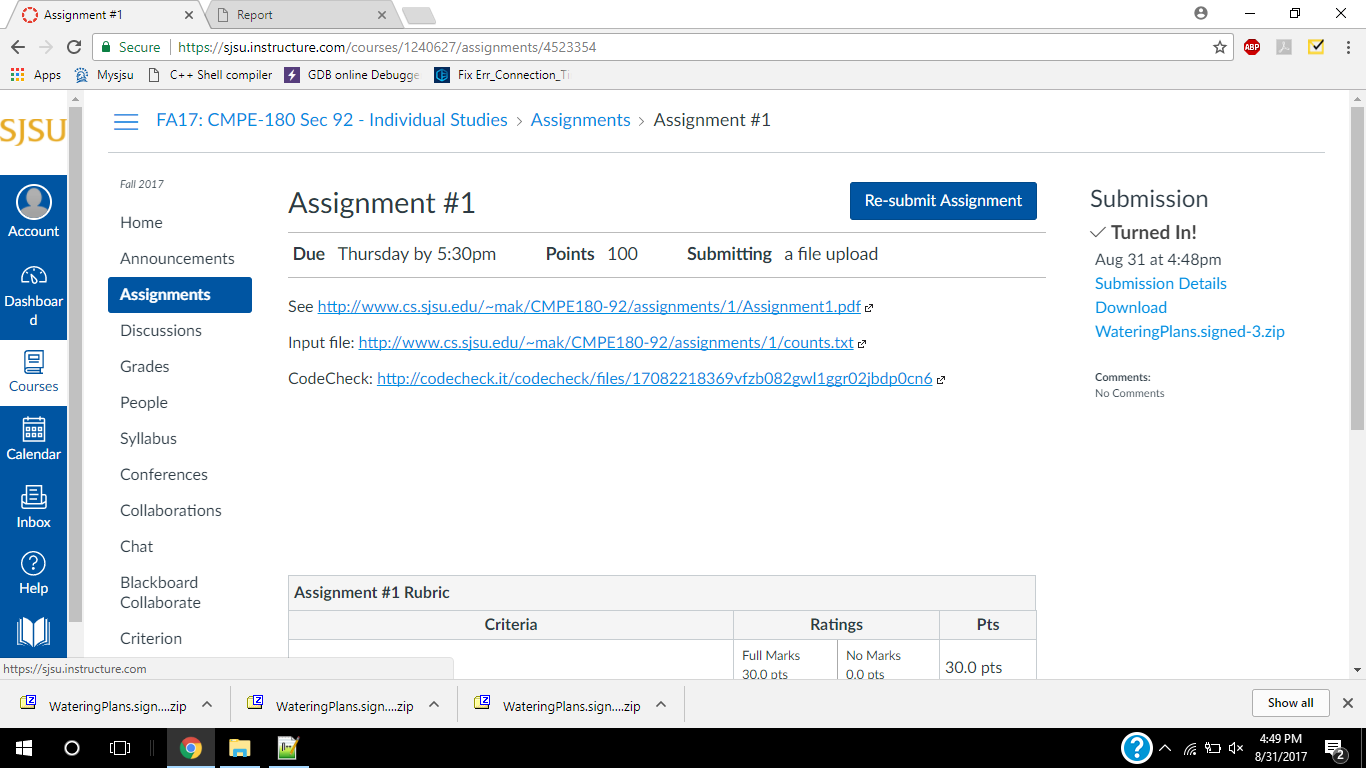 Assignment #1
Report
Secure
https://sjsu.instructure.com/courses/1240627/assignments/4523354
ABP
Apps
Mysjsu
C++ Shell compiler
GDB online Debugge
Fix Err_Connection_Ti
SJSU
FA17: CMPE-180 Sec 92 - Individual Studies > Assignments > Assignment #1
Account
Dashboar
d
Courses
Calendar
Inbox
Help
Fall 2017
Home
Announcements
Assignments
Discussions
Grades
People
Syllabus
Conferences
Collaborations
Chat
Blackboard
Collaborate
Criterion
Assignment #1
Re-submit Assignment
Due Thursday by 5:30pm Points 100 Submitting a file upload
See http://www.cs.sjsu.edu/~mak/CMPE180-92/assignments/1/Assignment1.pdf
Input file: http://www.cs.sjsu.edu/~mak/CMPE180-92/assignments/1/counts.txt
CodeCheck: http://codecheck.it/codecheck/files/17082218369vfzb082gwl1ggr02jbdp0cn6
Assignment #1 Rubric
Criteria Ratings Pts
Full Marks
30.0 pts
No Marks
0.0 pts
30.0 pts
Submission
Turned In!
Aug 31 at 4:48pm
Submission Details
Download
WateringPlans.signed-3.zip
Comments:
No Comments
https://sjsu.instructure.com
WateringPlans.sign....zip
WateringPlans.sign....zip
WateringPlans.sign....zip
Show all
4:49 PM
8/31/2017
2